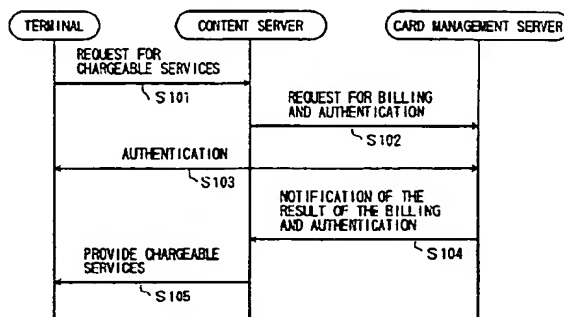 TERMINAL
CONTENT SERVER
CARD MANAGEMENT SERVER
REQUEST FOR
CHARGEABLE SERVICES
S101
REQUEST FOR BILLING
AND AUTHENTICATION
S102
AUTHENTICATION
S103
NOTIFICATION OF THE
RESULT OF THE BILLING
AND AUTHENTICATION
S104
PROVIDE CHARGEABLE
SERVICES
S105